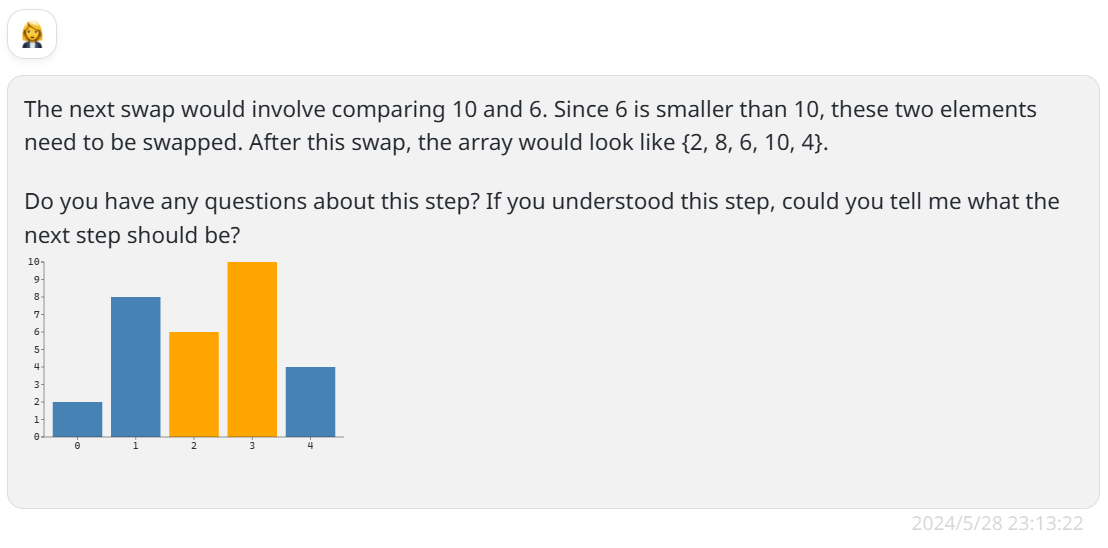 The next swap would involve comparing 10 and 6. Since 6 is smaller than 10, these two elements
need to be swapped. After this swap, the array would look like {2, 8, 6, 10, 4}.
Do you have any questions about this step? If you understood this step, could you tell me what the
next step should be?
10
9
8
7
6
5
4
3
2
1
0
0 1 2 3 4
2024/5/28 23:13:22